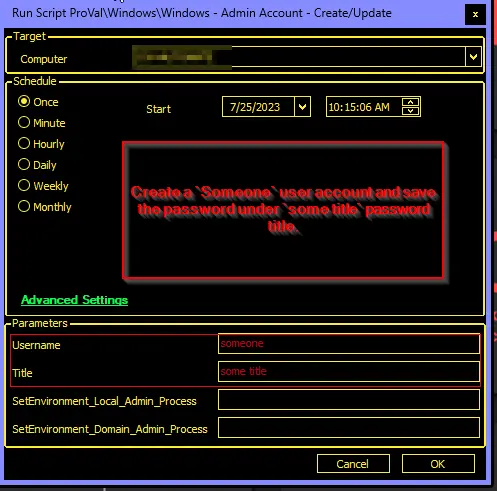 Run Script ProVal\Windows\Windows - Admin Account - Create/Update x
Target
Computer
Schedule
Once
Start 7/25/2023 10:15:06 AM
Minute
Hourly
Daily
Weekly
Monthly
Create a `Someone` user account and save
the password under `some title` password
title.
Advanced Settings
Parameters
Username someone
Title some title
SetEnvironment_Local_Admin_Process
SetEnvironment_Domain_Admin_Process
Cancel OK